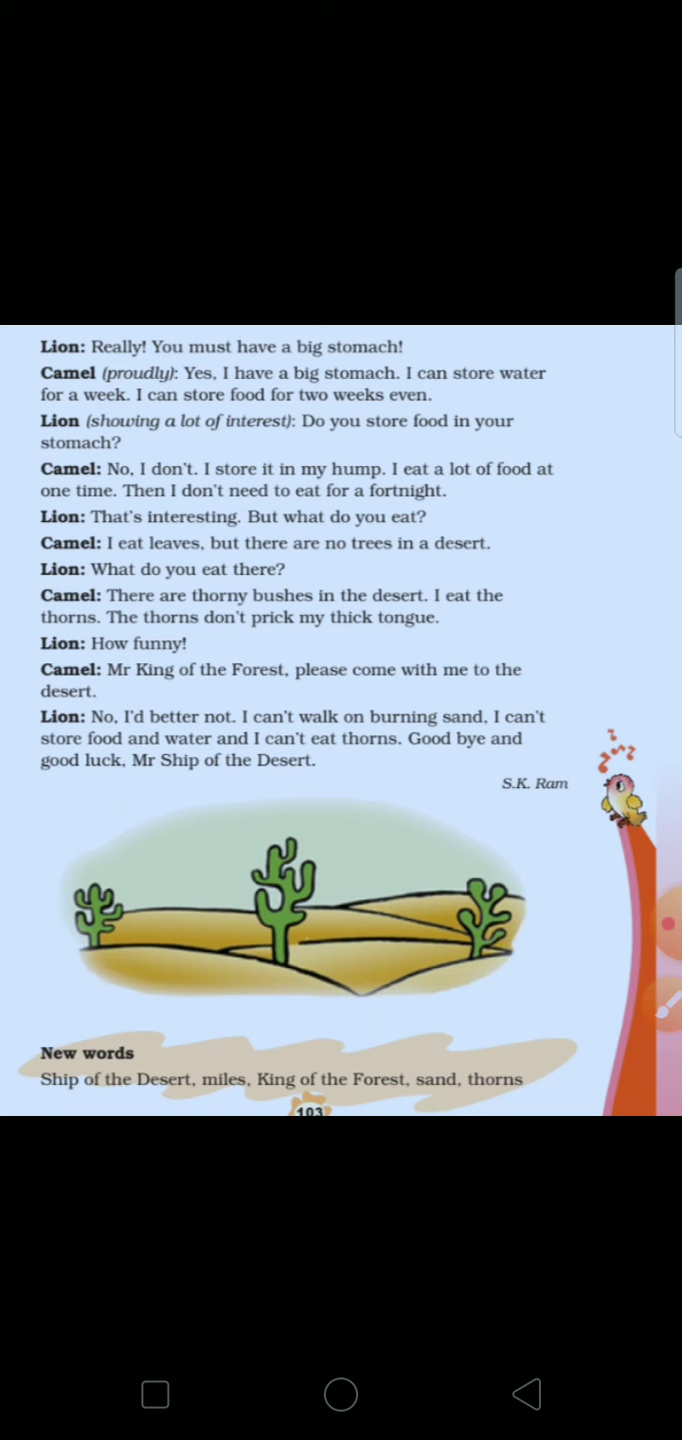 Lion: Really! You must have a big stomach!
Camel (proudly): Yes, I have a big stomach. I can store water
for a week. I can store food for two weeks even.
Lion (showing a lot of interest): Do you store food in your
stomach?
Camel: No, I don't. I store it in my hump. I eat a lot of food at
one time. Then I don't need to eat for a fortnight.
Lion: That's interesting. But what do you eat?
Camel: I eat leaves, but there are no trees in a desert.
Lion: What do you eat there?
Camel: There are thorny bushes in the desert. I eat the
thorns. The thorns don't prick my thick tongue.
Lion: How funny!
Camel: Mr King of the Forest, please come with me to the
desert.
Lion: No, I'd better not. I can't walk on burning sand, I can't
store food and water and I can't eat thorns. Good bye and
good luck, Mr Ship of the Desert.
S.K. Ram
New words
Ship of the Desert, miles, King of the Forest, sand, thorns
103